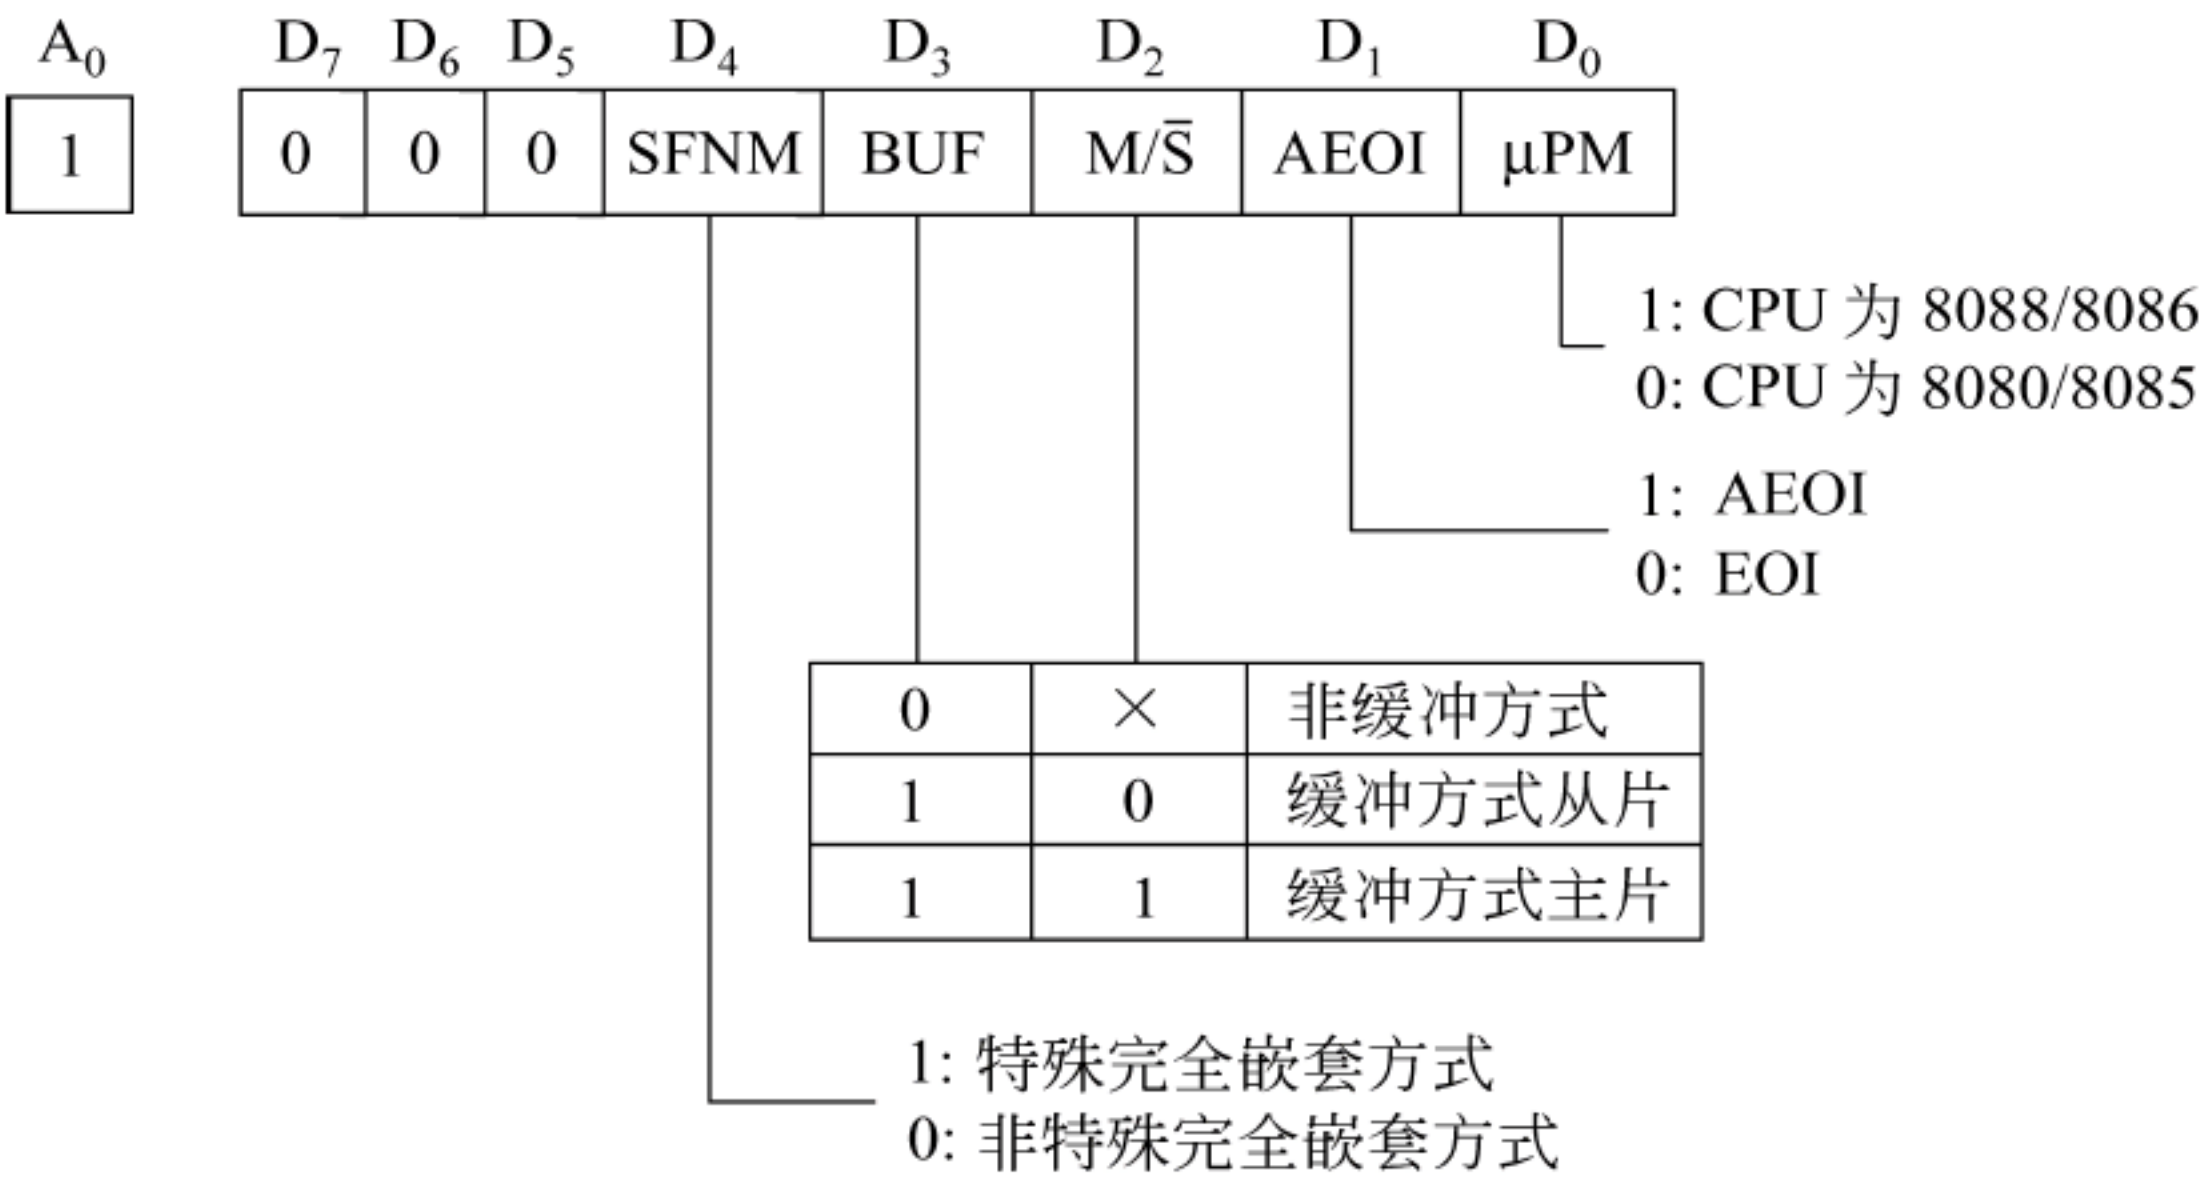 A₀ D₇ D₆ D₅ D₄ D₃ D₂ D₁ D₀
1 0 0 0 SFNM BUF M/S̅ AEOI μPM
1: CPU 为 8088/8086
0: CPU 为 8080/8085
1: AEOI
0: EOI
0 × 非缓冲方式
1 0 缓冲方式从片
1 1 缓冲方式主片
1: 特殊完全嵌套方式
0: 非特殊完全嵌套方式